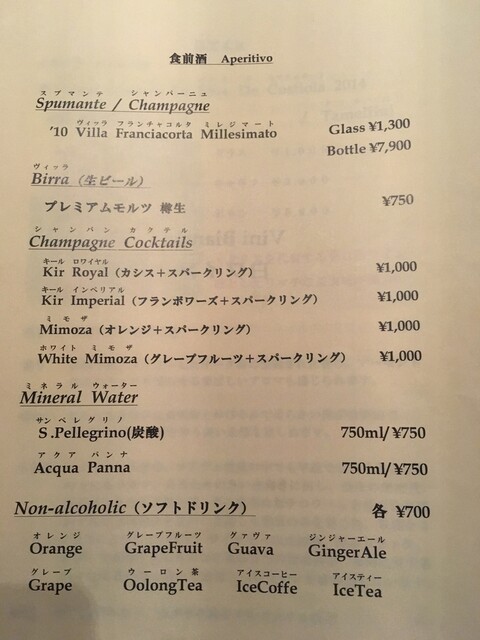 食前酒 Aperitivo
スプマンテ シャンパーニュ
Spumante / Champagne
ヴィッラ フランチャコルタ ミレジマート
'10 Villa Franciacorta Millesimato Glass ¥1,300
Bottle ¥7,900
ヴィッラ
Birra (生ビール)
プレミアムモルツ 樽生 ¥750
シャンパン カクテル
Champagne Cocktails
キール ロワイヤル
Kir Royal (カシス+スパークリング) ¥1,000
キール インペリアル
Kir Imperial (フランボワーズ+スパークリング) ¥1,000
ミモザ
Mimoza (オレンジ+スパークリング) ¥1,000
ホワイト ミモザ
White Mimoza (グレープフルーツ+スパークリング) ¥1,000
ミネラル ウォーター
Mineral Water
サンペレグリノ
S.Pellegrino(炭酸) 750ml/¥750
アクア パンナ
Acqua Panna 750ml/¥750
Non-alcoholic (ソフトドリンク) 各 ¥700
オレンジ グレープフルーツ グァヴァ ジンジャーエール
Orange GrapeFruit Guava GingerAle
グレープ ウーロン茶 アイスコーヒー アイスティー
Grape OolongTea IceCoffe IceTea